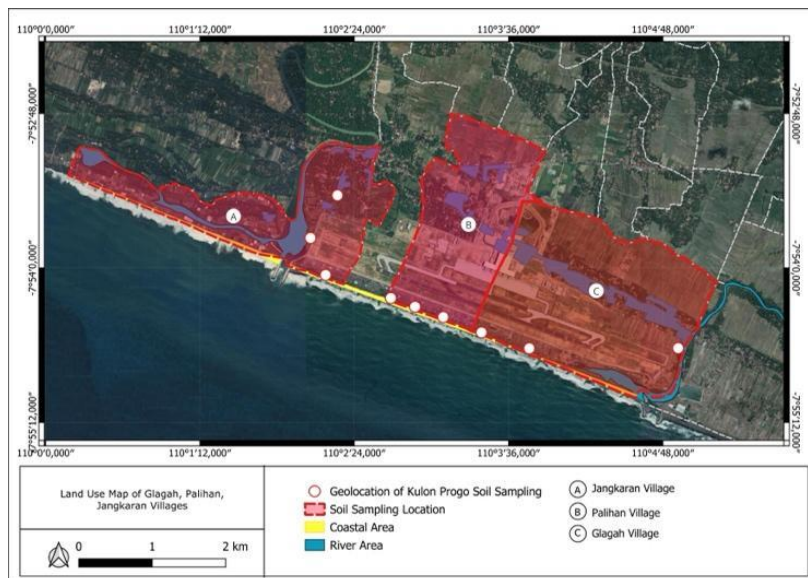 110°0'0,000" 110°1'12,000" 110°2'24,000" 110°3'36,000" 110°4'48,000"
-7°52'48,000" -7°52'48,000"
A
B
C
-7°54'0,000" -7°54'0,000"
-7°55'12,000" -7°55'12,000"
110°0'0,000" 110°1'12,000" 110°2'24,000" 110°3'36,000" 110°4'48,000"
Land Use Map of Glagah, Palihan,
Jangkaran Villages
0 1 2 km
Geolocation of Kulon Progo Soil Sampling
Soil Sampling Location
Coastal Area
River Area
A Jangkaran Village
B Palihan Village
C Glagah Village